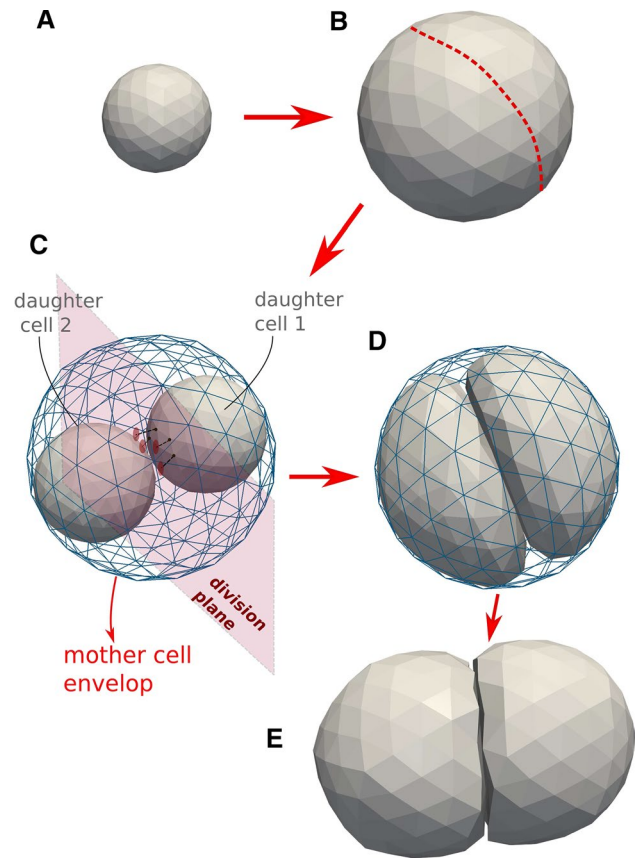 A
B
C
daughter
cell 2
daughter
cell 1
D
division
plane
mother cell
envelop
E